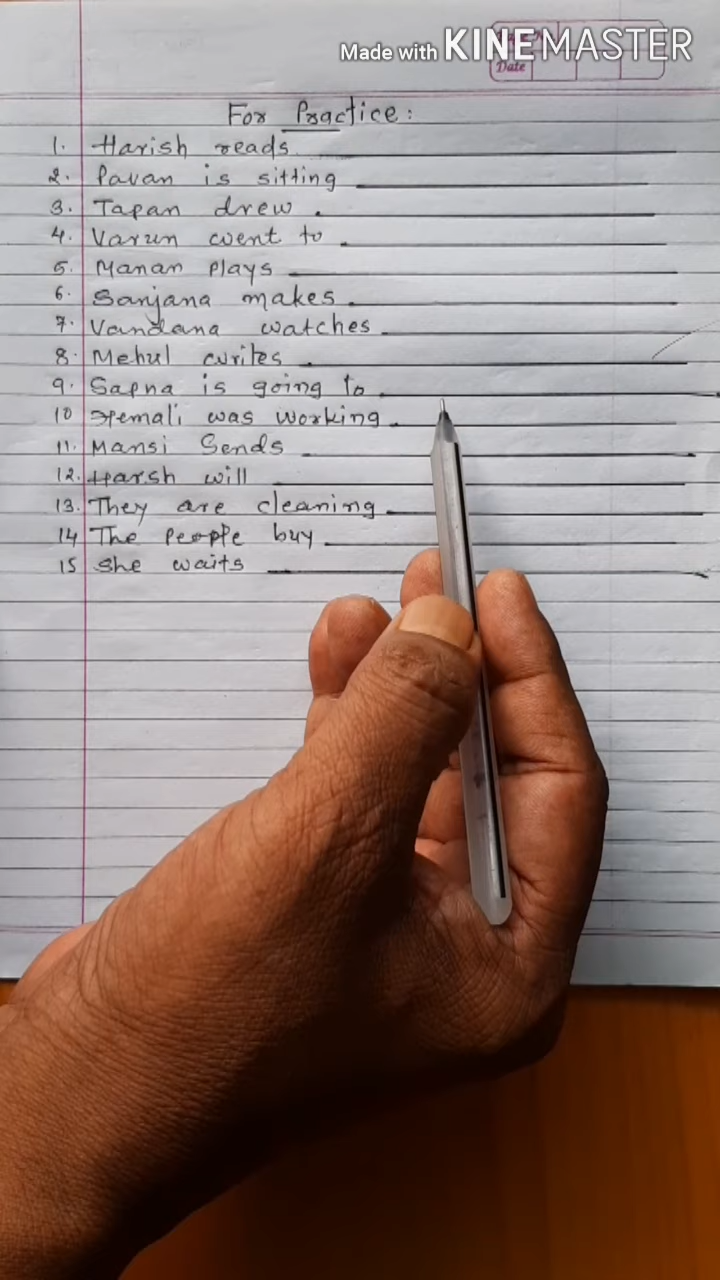 Made with KINEMASTER
Date
For Practice:
1. Harish reads
2. Pavan is sitting
3. Tapan drew
4. Varun went to
5. Manan plays
6. Sanjana makes
7. Vandana watches
8. Mehul writes
9. Sapna is going to
10 Hemali was working
11. Mansi Sends
12. Harsh will
13. They are cleaning
14 The people buy
15 She waits